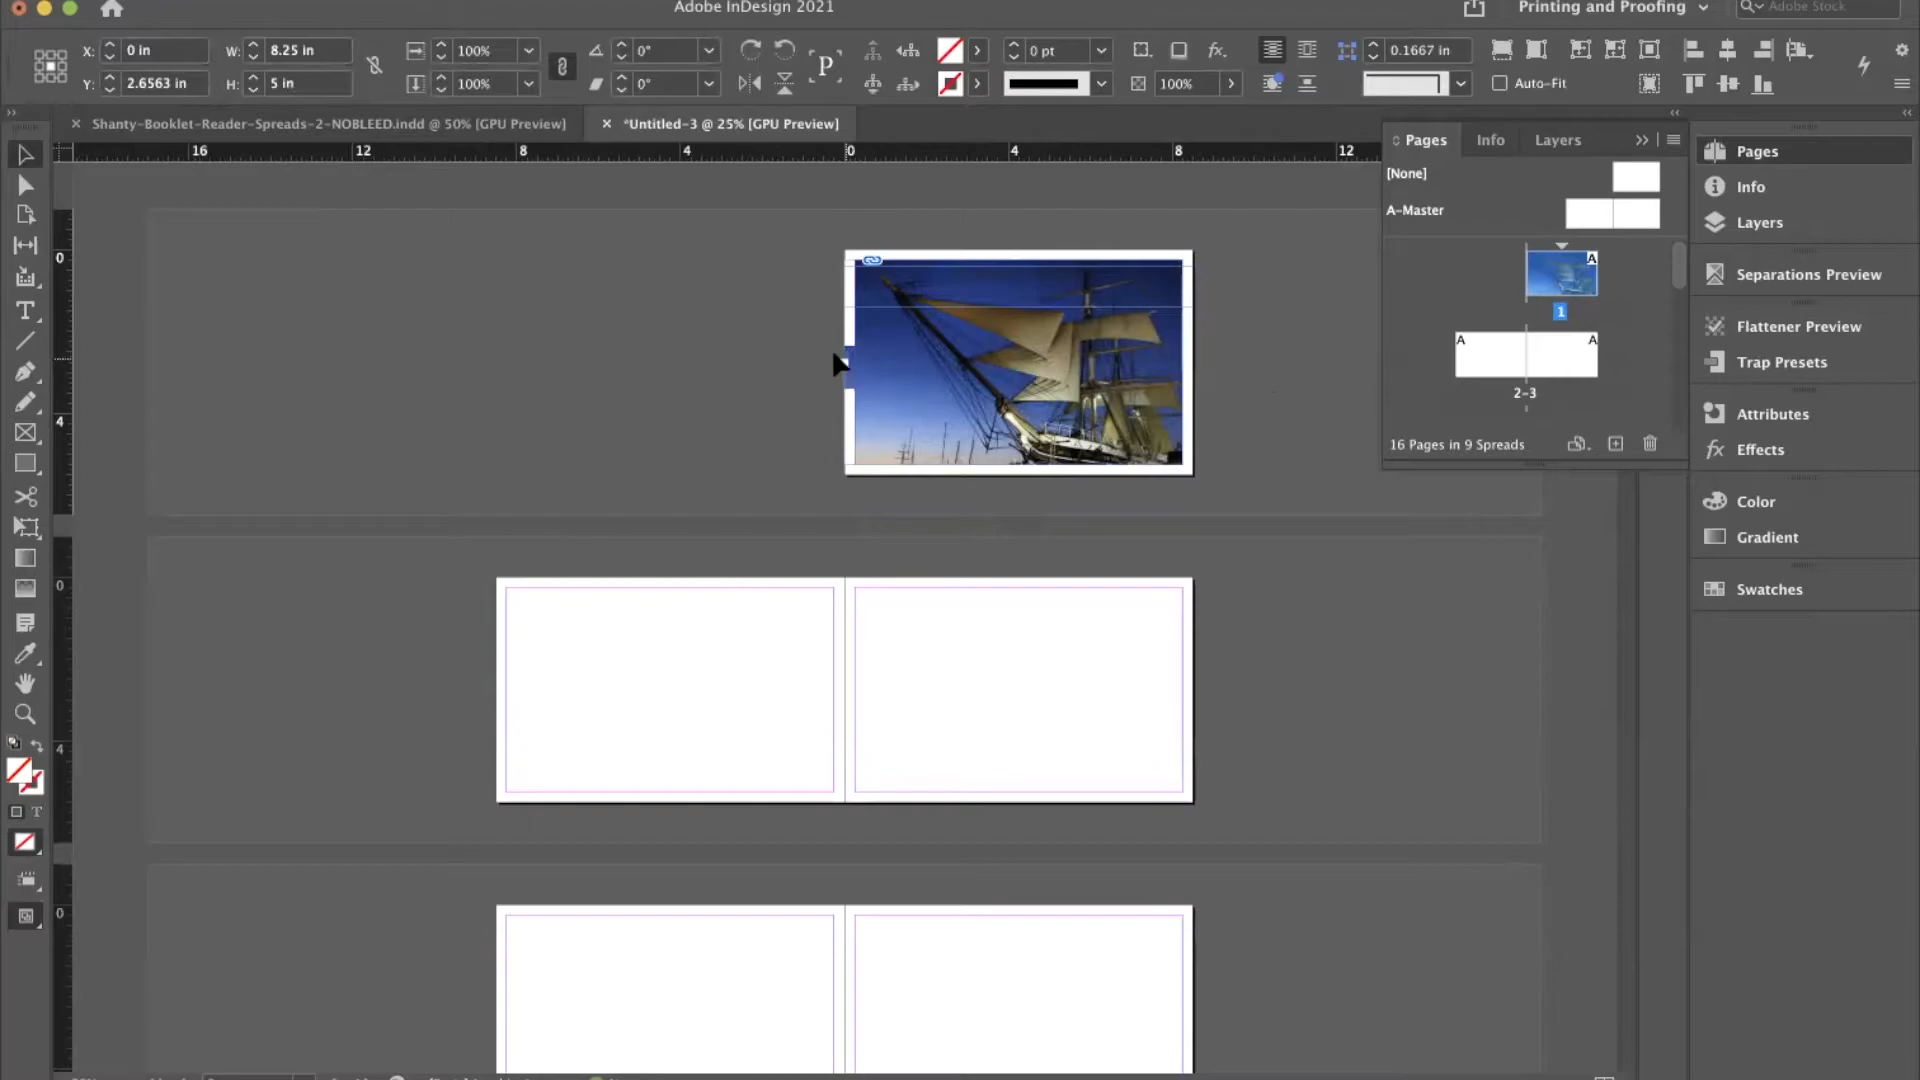 Adobe InDesign 2021
Printing and Proofing
Adobe Stock
X: 0 in W: 8.25 in 100% 0° 0 pt fx. 0.1667 in
Y: 2.6563 in H: 5 in 100% 0° P 100% Auto-Fit
× Shanty-Booklet-Reader-Spreads-2-NOBLEED.indd @ 50% [GPU Preview]
× *Untitled-3 @ 25% [GPU Preview]
16 12 8 4 0 4 8 12
0
4
0
4
0
Pages Info Layers
[None]
A-Master
A
1
A A
2-3
16 Pages in 9 Spreads
Pages
Info
Layers
Separations Preview
Flattener Preview
Trap Presets
Attributes
fx Effects
Color
Gradient
Swatches
T
T